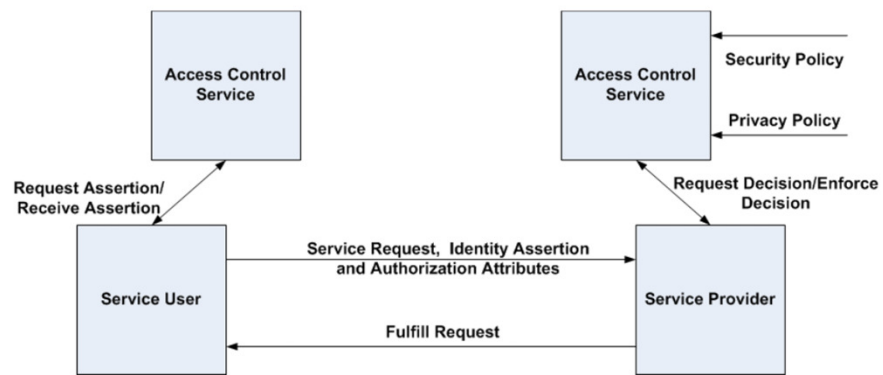 Access Control
Service
Access Control
Service
Security Policy
Privacy Policy
Request Assertion/
Receive Assertion
Request Decision/Enforce
Decision
Service User
Service Request,  Identity Assertion
and Authorization Attributes
Service Provider
Fulfill Request